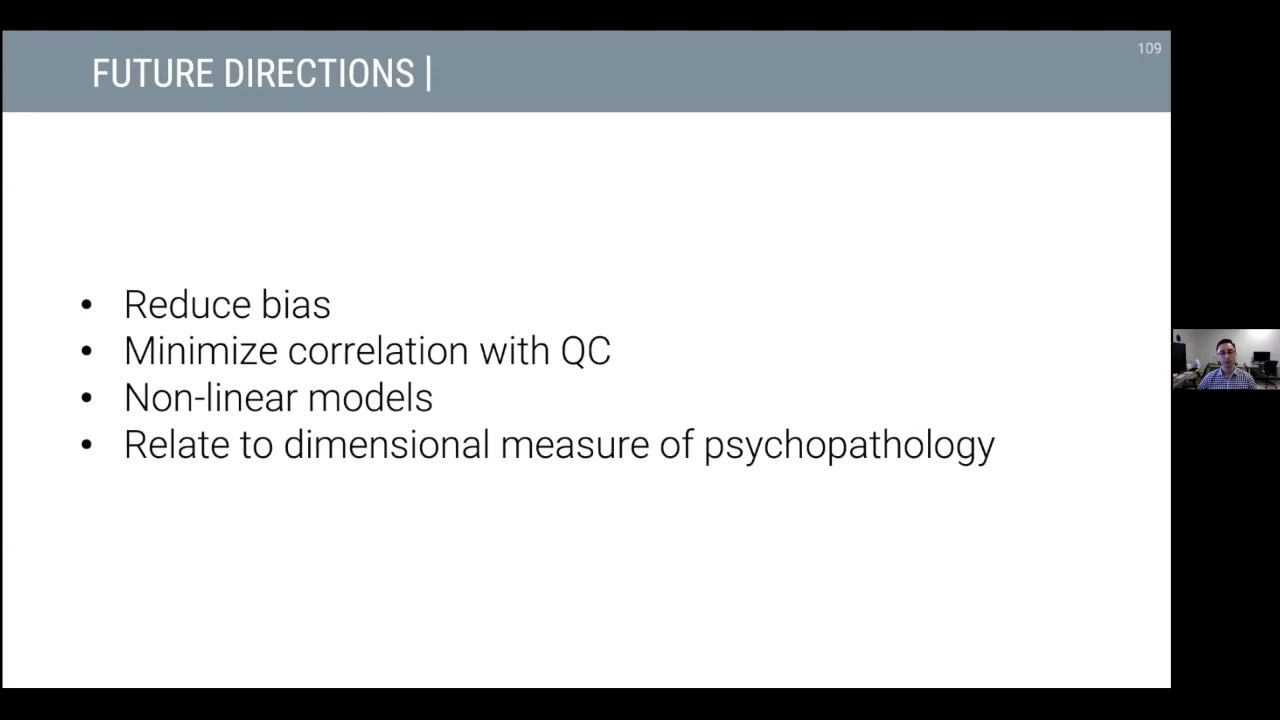 109
FUTURE DIRECTIONS |
• Reduce bias
• Minimize correlation with QC
• Non-linear models
• Relate to dimensional measure of psychopathology